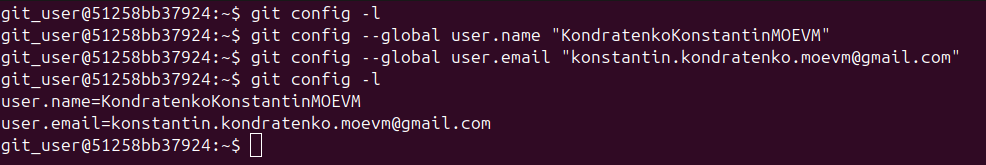 git_user@51258bb37924:~$ git config -l
git_user@51258bb37924:~$ git config --global user.name "KondratenkoKonstantinMOEVM"
git_user@51258bb37924:~$ git config --global user.email "konstantin.kondratenko.moevm@gmail.com"
git_user@51258bb37924:~$ git config -l
user.name=KondratenkoKonstantinMOEVM
user.email=konstantin.kondratenko.moevm@gmail.com
git_user@51258bb37924:~$